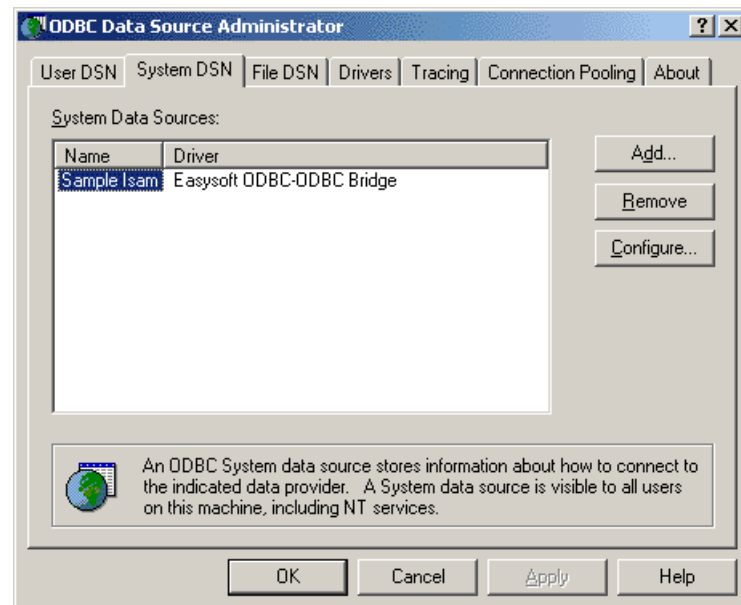 ODBC Data Source Administrator
User DSN System DSN File DSN Drivers Tracing Connection Pooling About
System Data Sources:
Name Driver
Sample Isam Easysoft ODBC-ODBC Bridge
Add...
Remove
Configure...
An ODBC System data source stores information about how to connect to
the indicated data provider. A System data source is visible to all users
on this machine, including NT services.
OK Cancel Apply Help